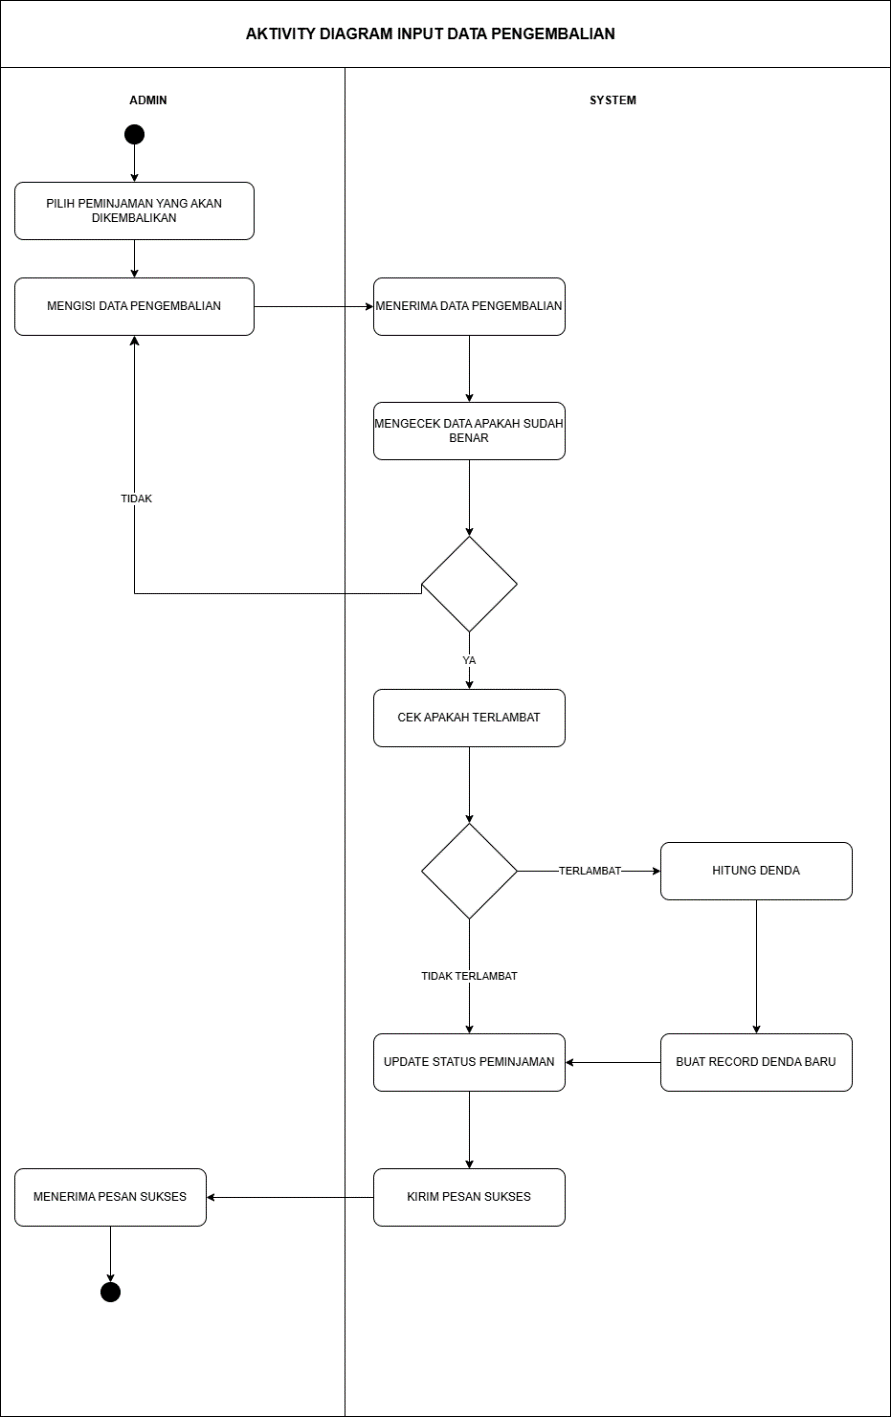 AKTIVITY DIAGRAM INPUT DATA PENGEMBALIAN
ADMIN
SYSTEM
PILIH PEMINJAMAN YANG AKAN
DIKEMBALIKAN
MENGISI DATA PENGEMBALIAN
MENERIMA DATA PENGEMBALIAN
MENGECEK DATA APAKAH SUDAH
BENAR
TIDAK
YA
CEK APAKAH TERLAMBAT
TERLAMBAT
HITUNG DENDA
TIDAK TERLAMBAT
UPDATE STATUS PEMINJAMAN
BUAT RECORD DENDA BARU
MENERIMA PESAN SUKSES
KIRIM PESAN SUKSES